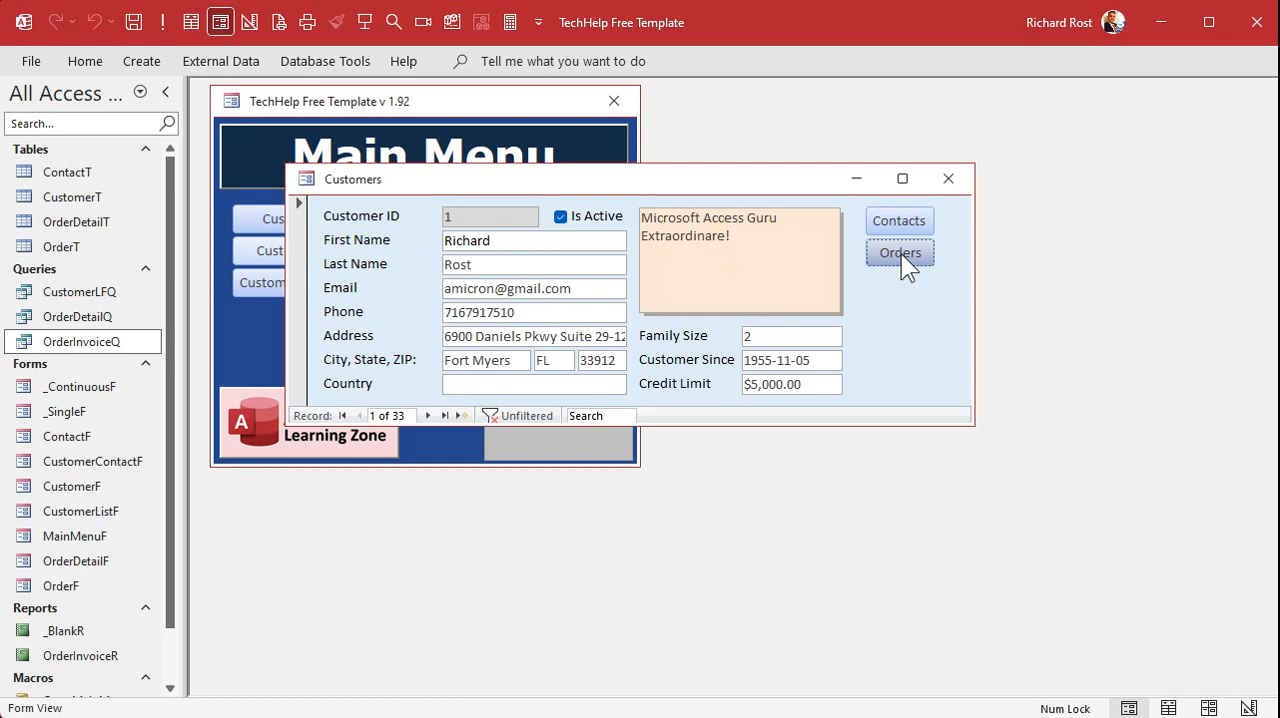 TechHelp Free Template
Richard Rost
File
Home
Create
External Data
Database Tools
Help
Tell me what you want to do
All Access ...
Search...
Tables
ContactT
CustomerT
OrderDetailT
OrderT
Queries
CustomerLFQ
OrderDetailQ
OrderInvoiceQ
Forms
_ContinuousF
_SingleF
ContactF
CustomerContactF
CustomerF
CustomerListF
MainMenuF
OrderDetailF
OrderF
Reports
_BlankR
OrderInvoiceR
Macros
TechHelp Free Template v 1.92
Main Menu
Cus
Cust
Custom
A
Learning Zone
Customers
Customer ID 1 Is Active
First Name Richard
Last Name Rost
Email amicron@gmail.com
Phone 7167917510
Address 6900 Daniels Pkwy Suite 29-12
City, State, ZIP: Fort Myers FL 33912
Country
Microsoft Access Guru
Extraordinare!
Family Size 2
Customer Since 1955-11-05
Credit Limit $5,000.00
Contacts
Orders
Record: 1 of 33 Unfiltered Search
Form View
Num Lock